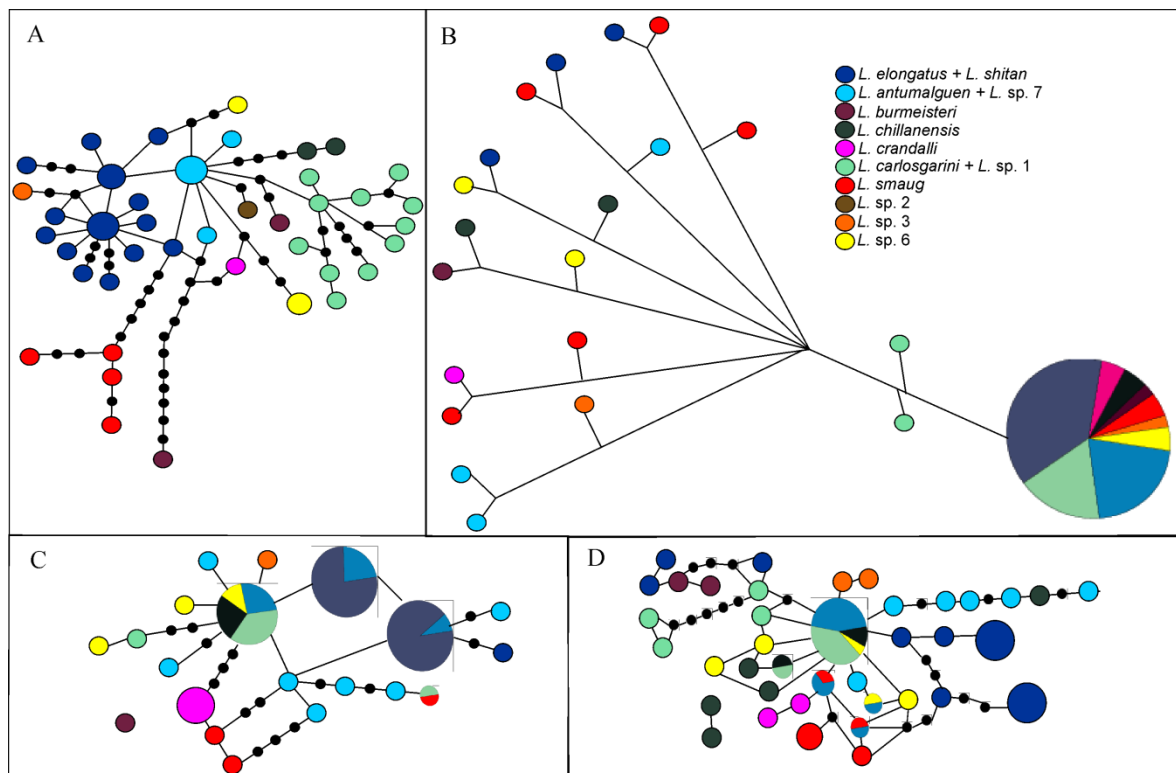 A
B
L. elongatus + L. shitan
L. antumalguen + L. sp. 7
L. burmeisteri
L. chillanensis
L. crandalli
L. carlosgarini + L. sp. 1
L. smaug
L. sp. 2
L. sp. 3
L. sp. 6
C
D